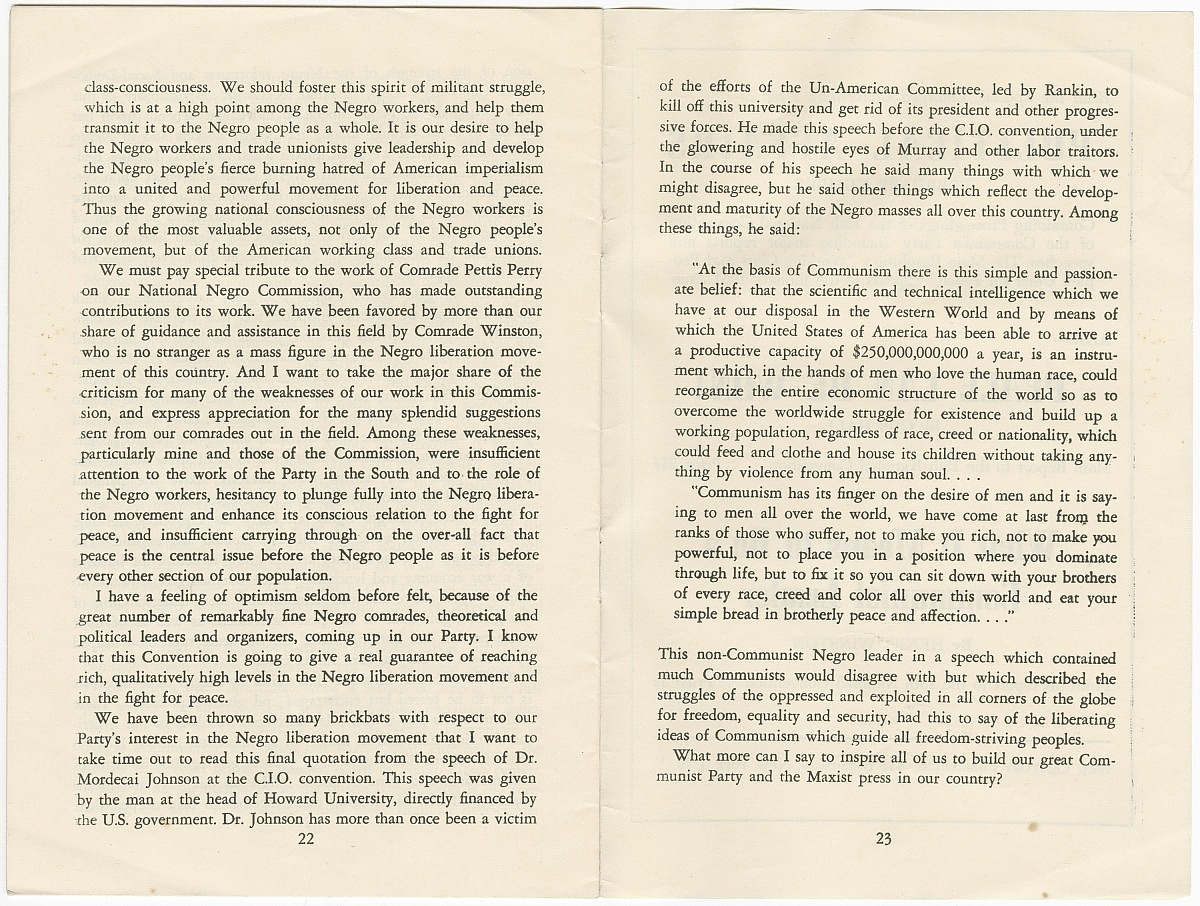 class-consciousness. We should foster this spirit of militant struggle,
which is at a high point among the Negro workers, and help them
transmit it to the Negro people as a whole. It is our desire to help
the Negro workers and trade unionists give leadership and develop
the Negro people's fierce burning hatred of American imperialism
into a united and powerful movement for liberation and peace.
Thus the growing national consciousness of the Negro workers is
one of the most valuable assets, not only of the Negro people's
movement, but of the American working class and trade unions.
We must pay special tribute to the work of Comrade Pettis Perry
on our National Negro Commission, who has made outstanding
contributions to its work. We have been favored by more than our
share of guidance and assistance in this field by Comrade Winston,
who is no stranger as a mass figure in the Negro liberation move-
ment of this country. And I want to take the major share of the
criticism for many of the weaknesses of our work in this Commis-
sion, and express appreciation for the many splendid suggestions
sent from our comrades out in the field. Among these weaknesses,
particularly mine and those of the Commission, were insufficient
attention to the work of the Party in the South and to the role of
the Negro workers, hesitancy to plunge fully into the Negro libera-
tion movement and enhance its conscious relation to the fight for
peace, and insufficient carrying through on the over-all fact that
peace is the central issue before the Negro people as it is before
every other section of our population.
I have a feeling of optimism seldom before felt, because of the
great number of remarkably fine Negro comrades, theoretical and
political leaders and organizers, coming up in our Party. I know
that this Convention is going to give a real guarantee of reaching
rich, qualitatively high levels in the Negro liberation movement and
in the fight for peace.
We have been thrown so many brickbats with respect to our
Party's interest in the Negro liberation movement that I want to
take time out to read this final quotation from the speech of Dr.
Mordecai Johnson at the C.I.O. convention. This speech was given
by the man at the head of Howard University, directly financed by
the U.S. government. Dr. Johnson has more than once been a victim
22
of the efforts of the Un-American Committee, led by Rankin, to
kill off this university and get rid of its president and other progres-
sive forces. He made this speech before the C.I.O. convention, under
the glowering and hostile eyes of Murray and other labor traitors.
In the course of his speech he said many things with which we
might disagree, but he said other things which reflect the develop-
ment and maturity of the Negro masses all over this country. Among
these things, he said:
"At the basis of Communism there is this simple and passion-
ate belief: that the scientific and technical intelligence which we
have at our disposal in the Western World and by means of
which the United States of America has been able to arrive at
a productive capacity of $250,000,000,000 a year, is an instru-
ment which, in the hands of men who love the human race, could
reorganize the entire economic structure of the world so as to
overcome the worldwide struggle for existence and build up a
working population, regardless of race, creed or nationality, which
could feed and clothe and house its children without taking any-
thing by violence from any human soul. . . .
"Communism has its finger on the desire of men and it is say-
ing to men all over the world, we have come at last from the
ranks of those who suffer, not to make you rich, not to make you
powerful, not to place you in a position where you dominate
through life, but to fix it so you can sit down with your brothers
of every race, creed and color all over this world and eat your
simple bread in brotherly peace and affection. . . ."
This non-Communist Negro leader in a speech which contained
much Communists would disagree with but which described the
struggles of the oppressed and exploited in all corners of the globe
for freedom, equality and security, had this to say of the liberating
ideas of Communism which guide all freedom-striving peoples.
What more can I say to inspire all of us to build our great Com-
munist Party and the Maxist press in our country?
23